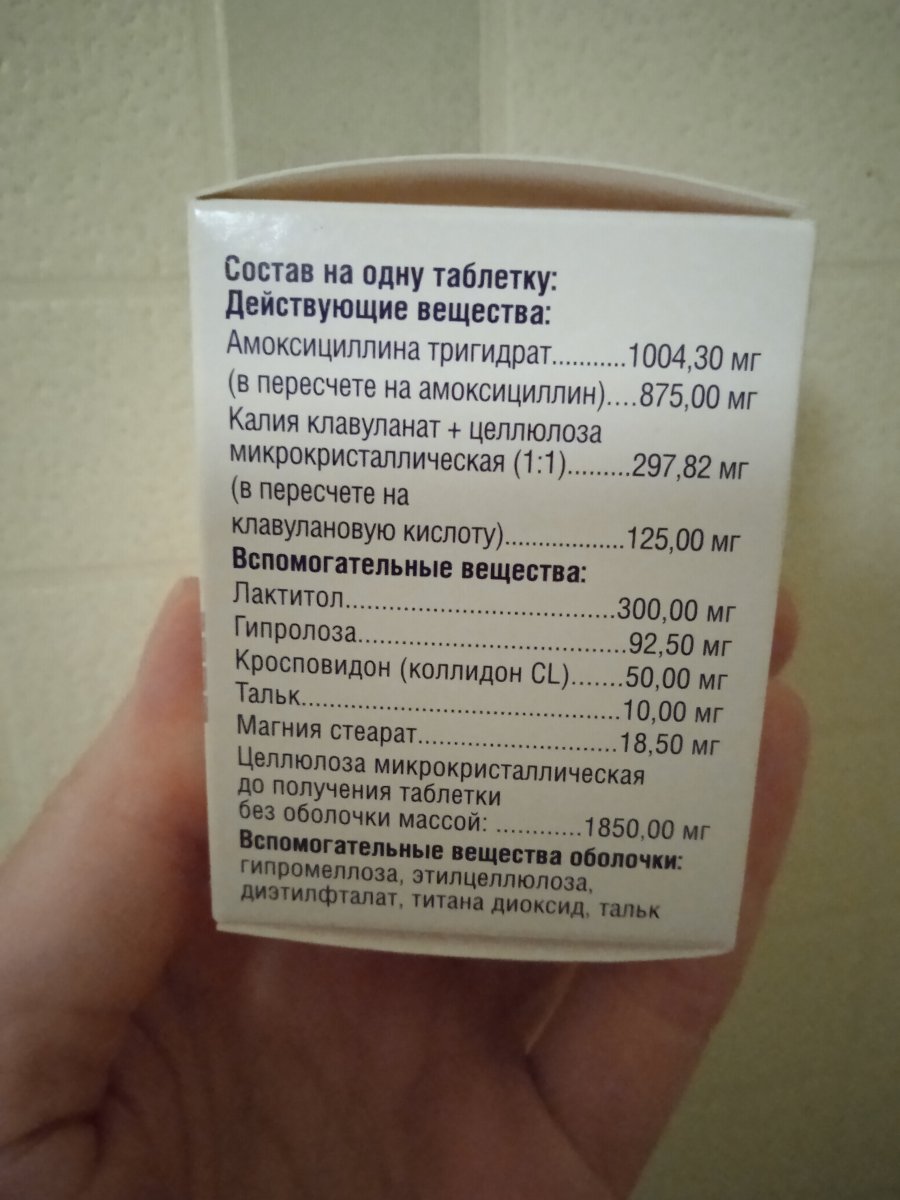 Состав на одну таблетку:
Действующие вещества:
Амоксициллина тригидрат...........1004,30 мг
(в пересчете на амоксициллин)....875,00 мг
Калия клавуланат + целлюлоза
микрокристаллическая (1:1).........297,82 мг
(в пересчете на
клавулановую кислоту)..................125,00 мг
Вспомогательные вещества:
Лактитол.........................................300,00 мг
Гипролоза........................................92,50 мг
Кросповидон (коллидон CL).......50,00 мг
Тальк................................................10,00 мг
Магния стеарат..............................18,50 мг
Целлюлоза микрокристаллическая
до получения таблетки
без оболочки массой: ............1850,00 мг
Вспомогательные вещества оболочки:
гипромеллоза, этилцеллюлоза,
диэтилфталат, титана диоксид, тальк